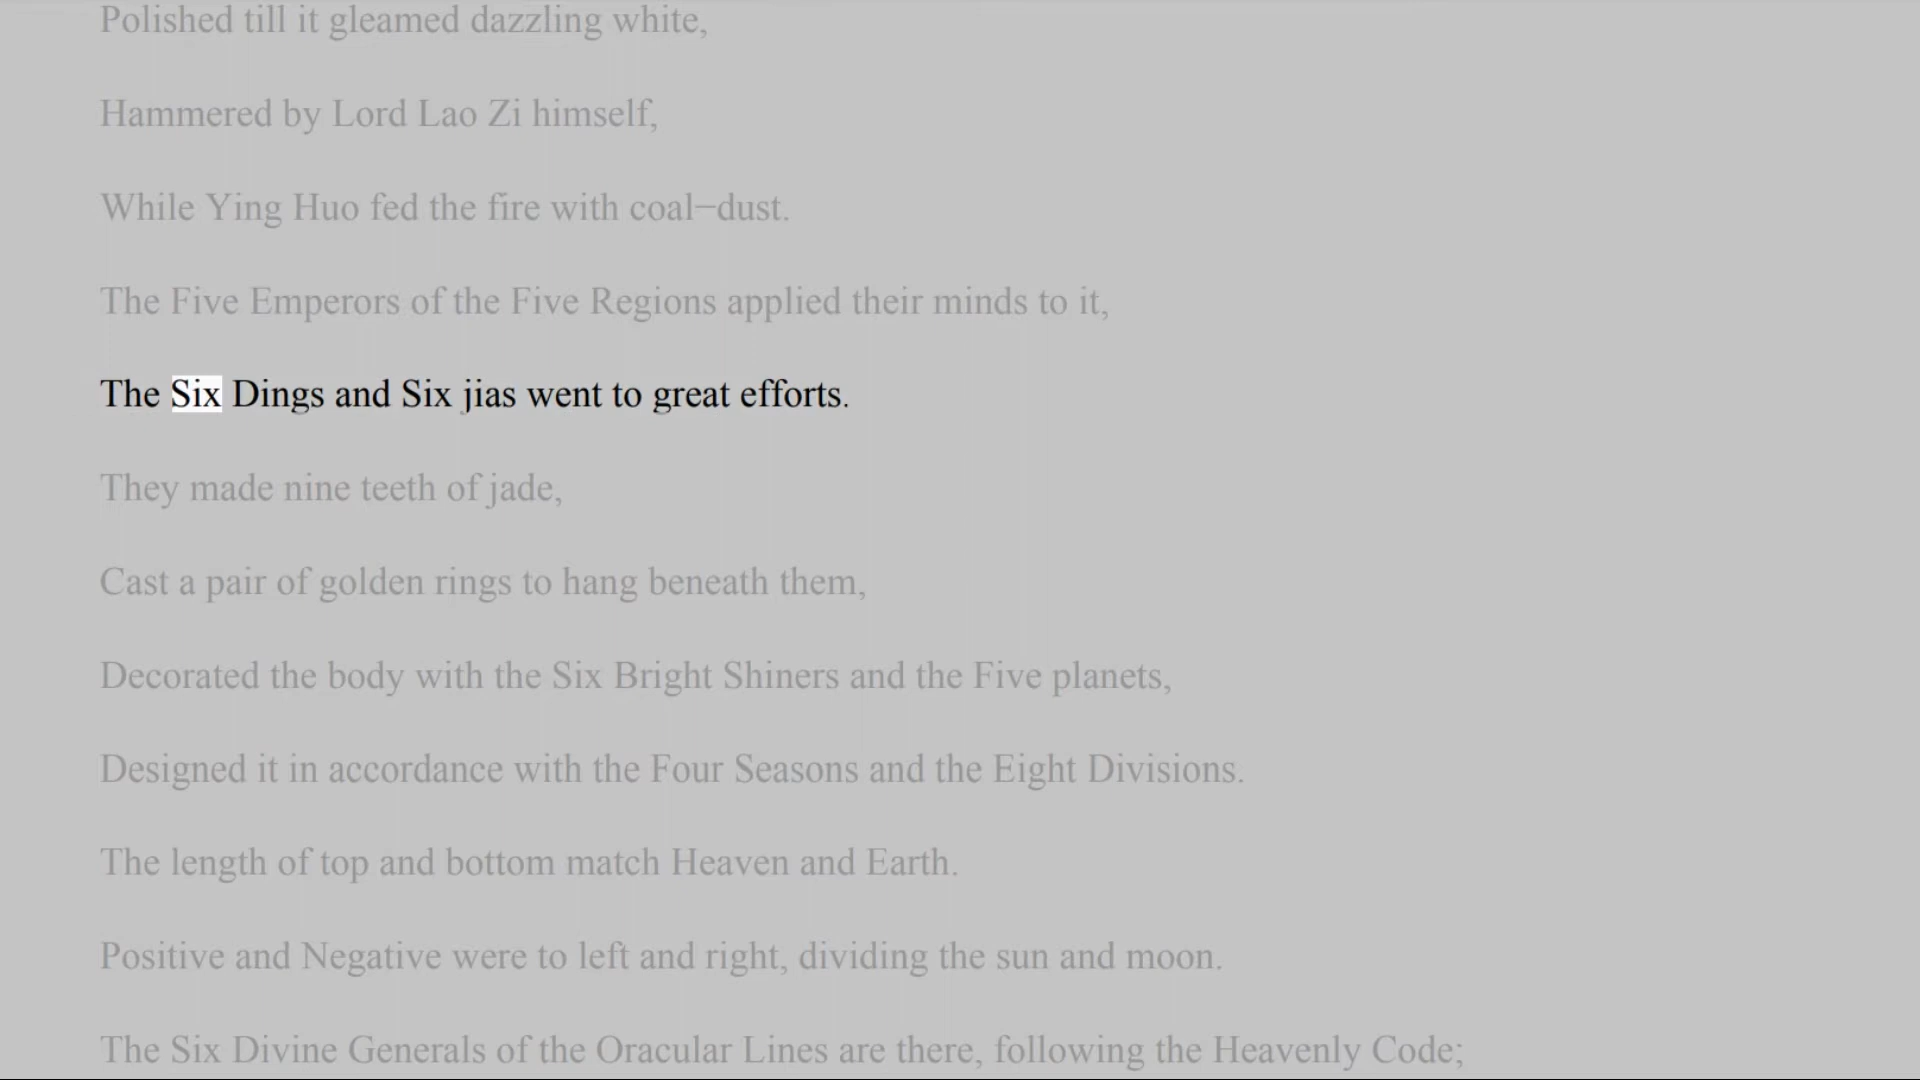 Polished till it gleamed dazzling white,
Hammered by Lord Lao Zi himself,
While Ying Huo fed the fire with coal−dust.
The Five Emperors of the Five Regions applied their minds to it,
The Six Dings and Six jias went to great efforts.
They made nine teeth of jade,
Cast a pair of golden rings to hang beneath them,
Decorated the body with the Six Bright Shiners and the Five planets,
Designed it in accordance with the Four Seasons and the Eight Divisions.
The length of top and bottom match Heaven and Earth.
Positive and Negative were to left and right, dividing the sun and moon.
The Six Divine Generals of the Oracular Lines are there, following the Heavenly Code;